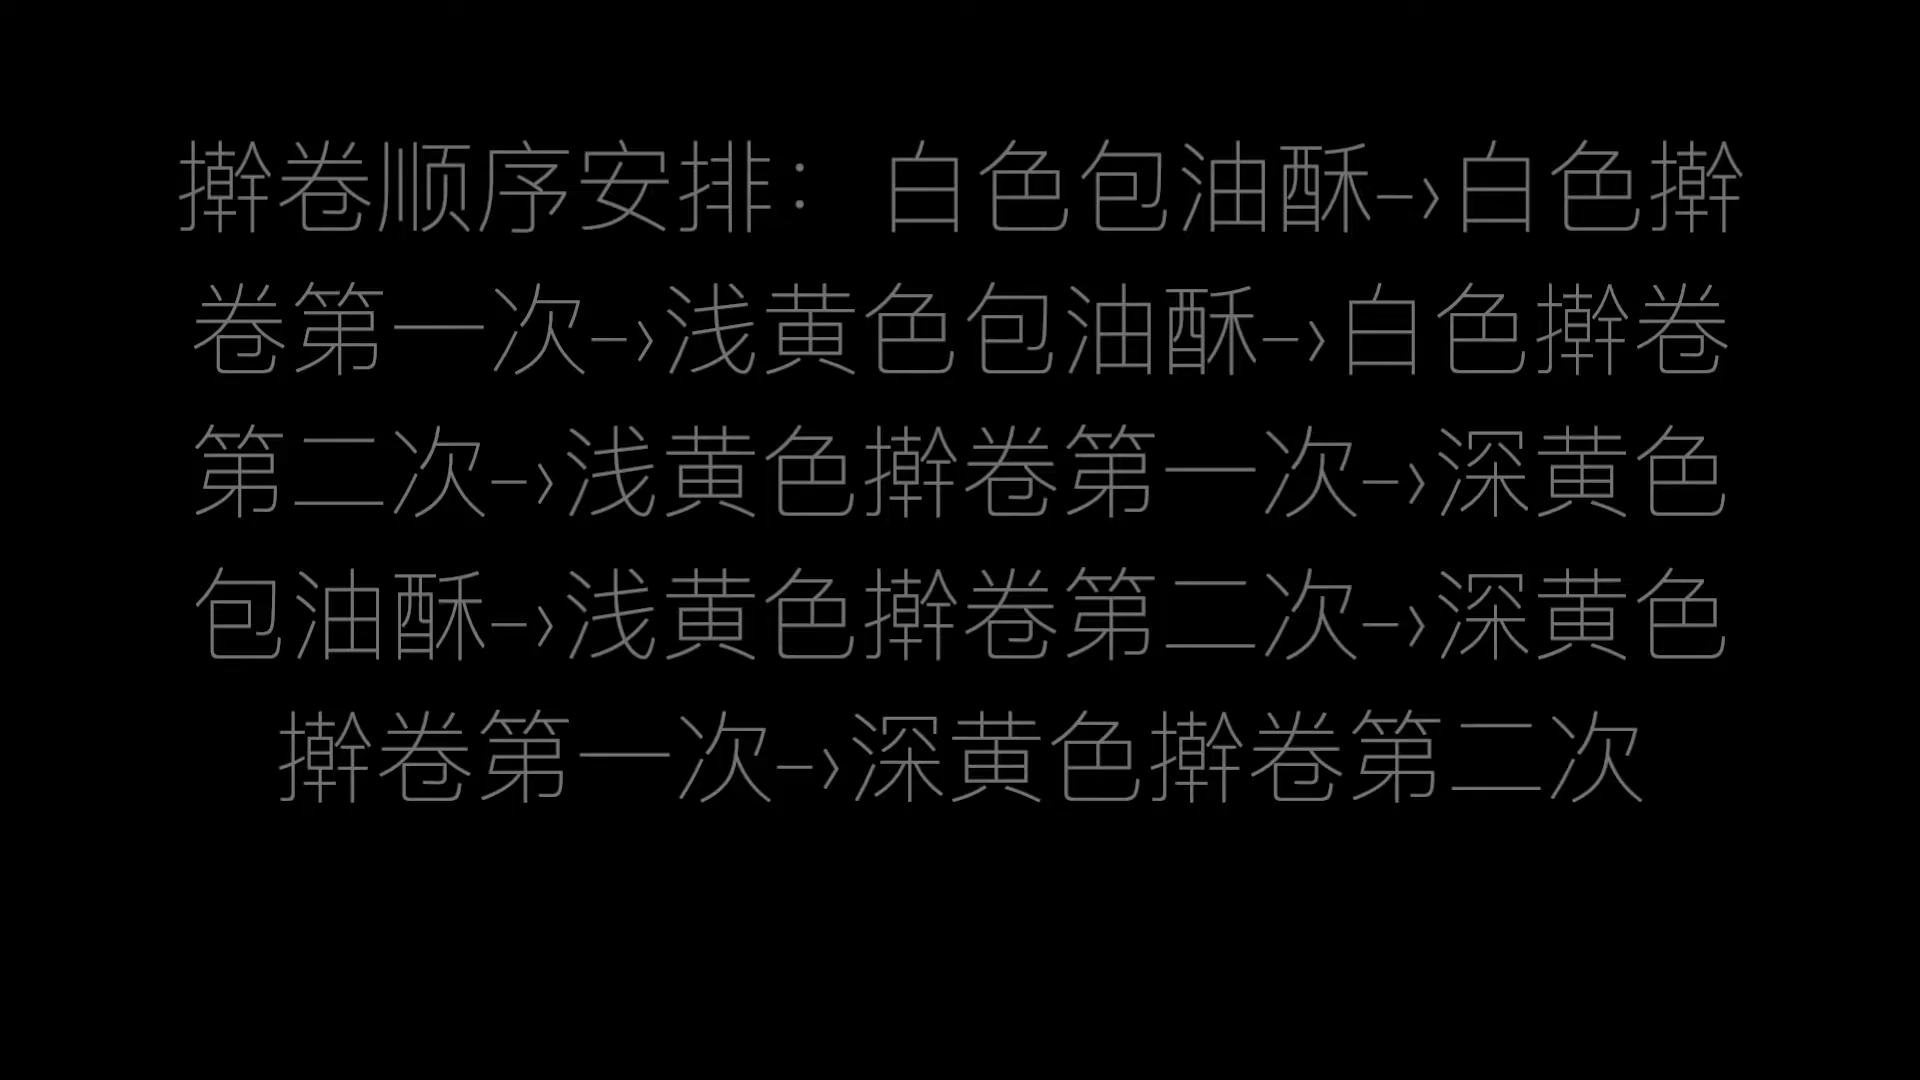 擀卷顺序安排： 白色包油酥-›白色擀
卷第一次-›浅黄色包油酥-›白色擀卷
第二次-›浅黄色擀卷第一次-›深黄色
包油酥-›浅黄色擀卷第二次-›深黄色
擀卷第一次-›深黄色擀卷第二次